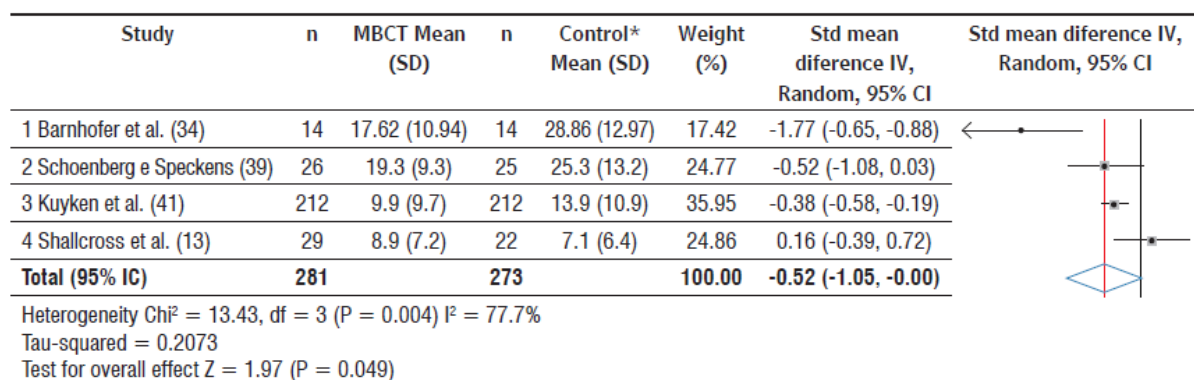 Study n MBCT Mean (SD) n Control* Mean (SD) Weight (%) Std mean diference IV, Random, 95% CI Std mean diference IV, Random, 95% CI
1 Barnhofer et al. (34) 14 17.62 (10.94) 14 28.86 (12.97) 17.42 -1.77 (-0.65, -0.88)
2 Schoenberg e Speckens (39) 26 19.3 (9.3) 25 25.3 (13.2) 24.77 -0.52 (-1.08, 0.03)
3 Kuyken et al. (41) 212 9.9 (9.7) 212 13.9 (10.9) 35.95 -0.38 (-0.58, -0.19)
4 Shallcross et al. (13) 29 8.9 (7.2) 22 7.1 (6.4) 24.86 0.16 (-0.39, 0.72)
Total (95% IC) 281 273 100.00 -0.52 (-1.05, -0.00)
Heterogeneity Chi² = 13.43, df = 3 (P = 0.004) I² = 77.7%
Tau-squared = 0.2073
Test for overall effect Z = 1.97 (P = 0.049)